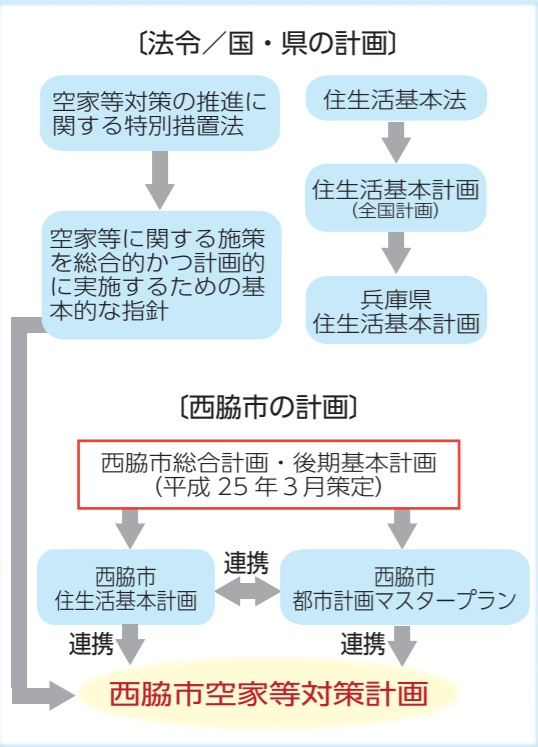 〔法令／国・県の計画〕
空家等対策の推進に
関する特別措置法
空家等に関する施策
を総合的かつ計画的
に実施するための基
本的な指針
住生活基本法
住生活基本計画
(全国計画)
兵庫県
住生活基本計画
〔西脇市の計画〕
西脇市総合計画・後期基本計画
(平成 25 年３月策定)
西脇市
住生活基本計画
連携
西脇市
都市計画マスタープラン
連携
連携
西脇市空家等対策計画